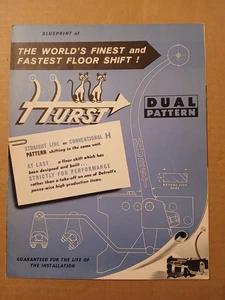 BLUEPRINT of
THE WORLD'S FINEST and
FASTEST FLOOR SHIFT !
HURST
DUAL
PATTERN
STRAIGHT LINE or CONVENTIONAL H
PATTERN shifting in the same unit.
AT LAST ... a floor shift which has
been designed and built ...
STRICTLY FOR PERFORMANCE
rather than a take-off on one of Detroit's
penny-wise high production items.
GUARANTEED FOR THE LIFE OF
THE INSTALLATION